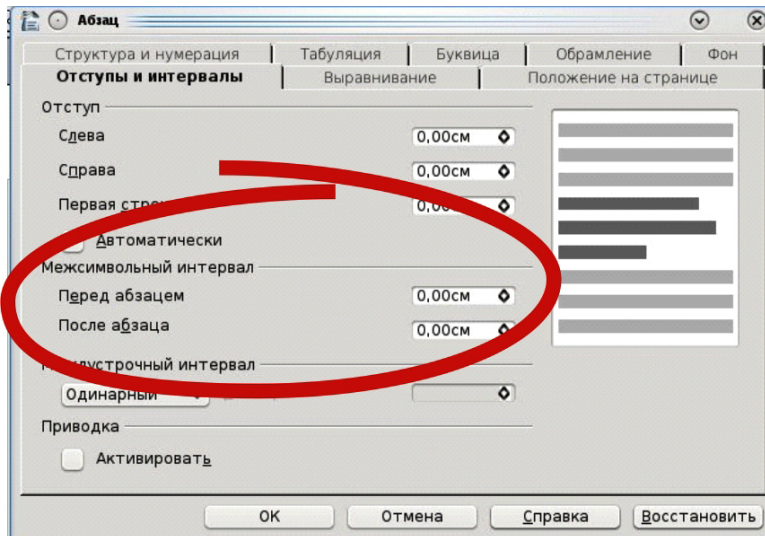 Абзац
Структура и нумерация Табуляция Буквица Обрамление Фон
Отступы и интервалы Выравнивание Положение на странице
Отступ
Слева 0,00см
Справа 0,00см
Первая 0,00см
Автоматически
Межсимвольный интервал
Перед абзацем 0,00см
После абзаца 0,00см
интервал
Одинарный
Приводка
Активировать
OK Отмена Справка Восстановить